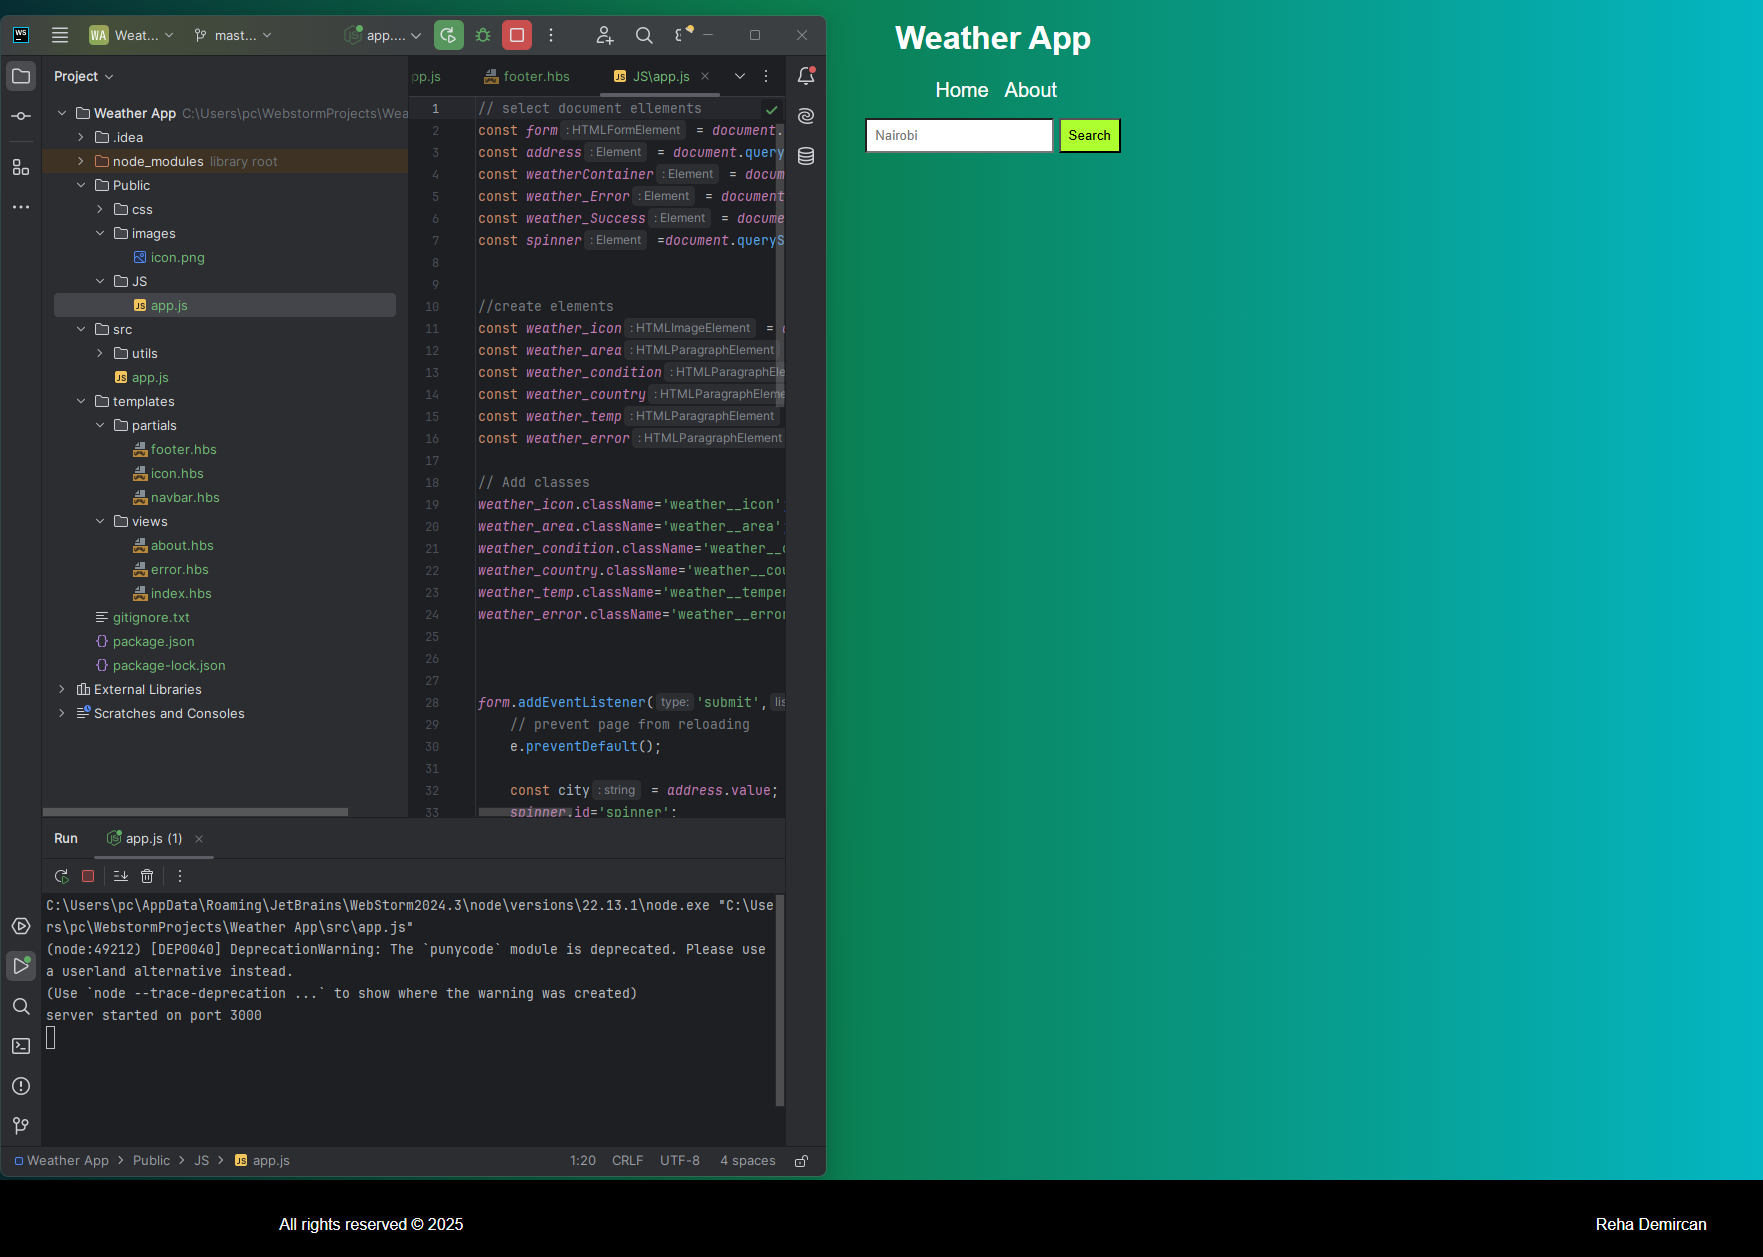 WS
WA Weat...
mast...
app....
Project
Weather App C:\Users\pc\WebstormProjects\Wea
.idea
node_modules library root
Public
css
images
icon.png
JS
JS app.js
src
utils
JS app.js
templates
partials
footer.hbs
icon.hbs
navbar.hbs
views
about.hbs
error.hbs
index.hbs
gitignore.txt
package.json
package-lock.json
External Libraries
Scratches and Consoles
pp.js
footer.hbs
JS JS\app.js
1 // select document ellements
2 const form : HTMLFormElement = document.
3 const address : Element = document.query
4 const weatherContainer : Element = docum
5 const weather_Error : Element = document
6 const weather_Success : Element = docume
7 const spinner : Element =document.queryS
8
9
10 //create elements
11 const weather_icon : HTMLImageElement =
12 const weather_area : HTMLParagraphElement
13 const weather_condition : HTMLParagraphEle
14 const weather_country : HTMLParagraphEleme
15 const weather_temp : HTMLParagraphElement
16 const weather_error : HTMLParagraphElement
17
18 // Add classes
19 weather_icon.className='weather__icon'
20 weather_area.className='weather__area'
21 weather_condition.className='weather__c
22 weather_country.className='weather__cou
23 weather_temp.className='weather__temper
24 weather_error.className='weather__error
25
26
27
28 form.addEventListener( type: 'submit', lis
29 // prevent page from reloading
30 e.preventDefault();
31
32 const city : string = address.value;
33 spinner.id='spinner';
Run
app.js (1)
C:\Users\pc\AppData\Roaming\JetBrains\WebStorm2024.3\node\versions\22.13.1\node.exe "C:\Use
rs\pc\WebstormProjects\Weather App\src\app.js"
(node:49212) [DEP0040] DeprecationWarning: The `punycode` module is deprecated. Please use
a userland alternative instead.
(Use `node --trace-deprecation ...` to show where the warning was created)
server started on port 3000
Weather App > Public > JS > JS app.js
1:20 CRLF UTF-8 4 spaces
Weather App
Home About
Nairobi
Search
All rights reserved © 2025
Reha Demircan